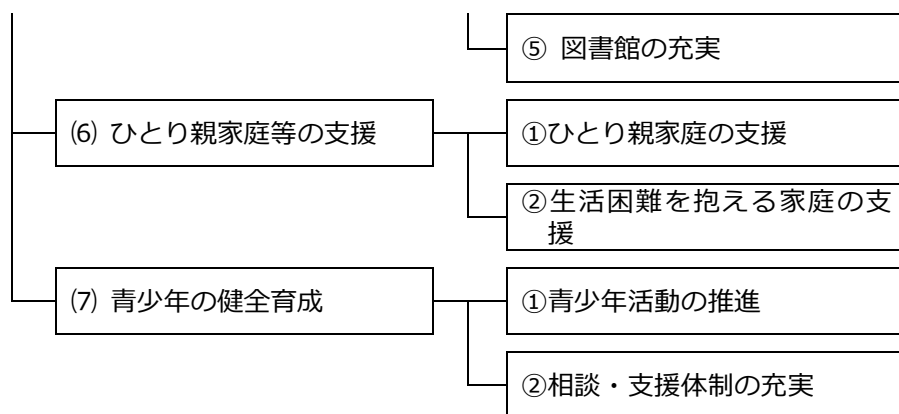 ⑤ 図書館の充実
⑹ ひとり親家庭等の支援
①ひとり親家庭の支援
②生活困難を抱える家庭の支
援
⑺ 青少年の健全育成
①青少年活動の推進
②相談・支援体制の充実